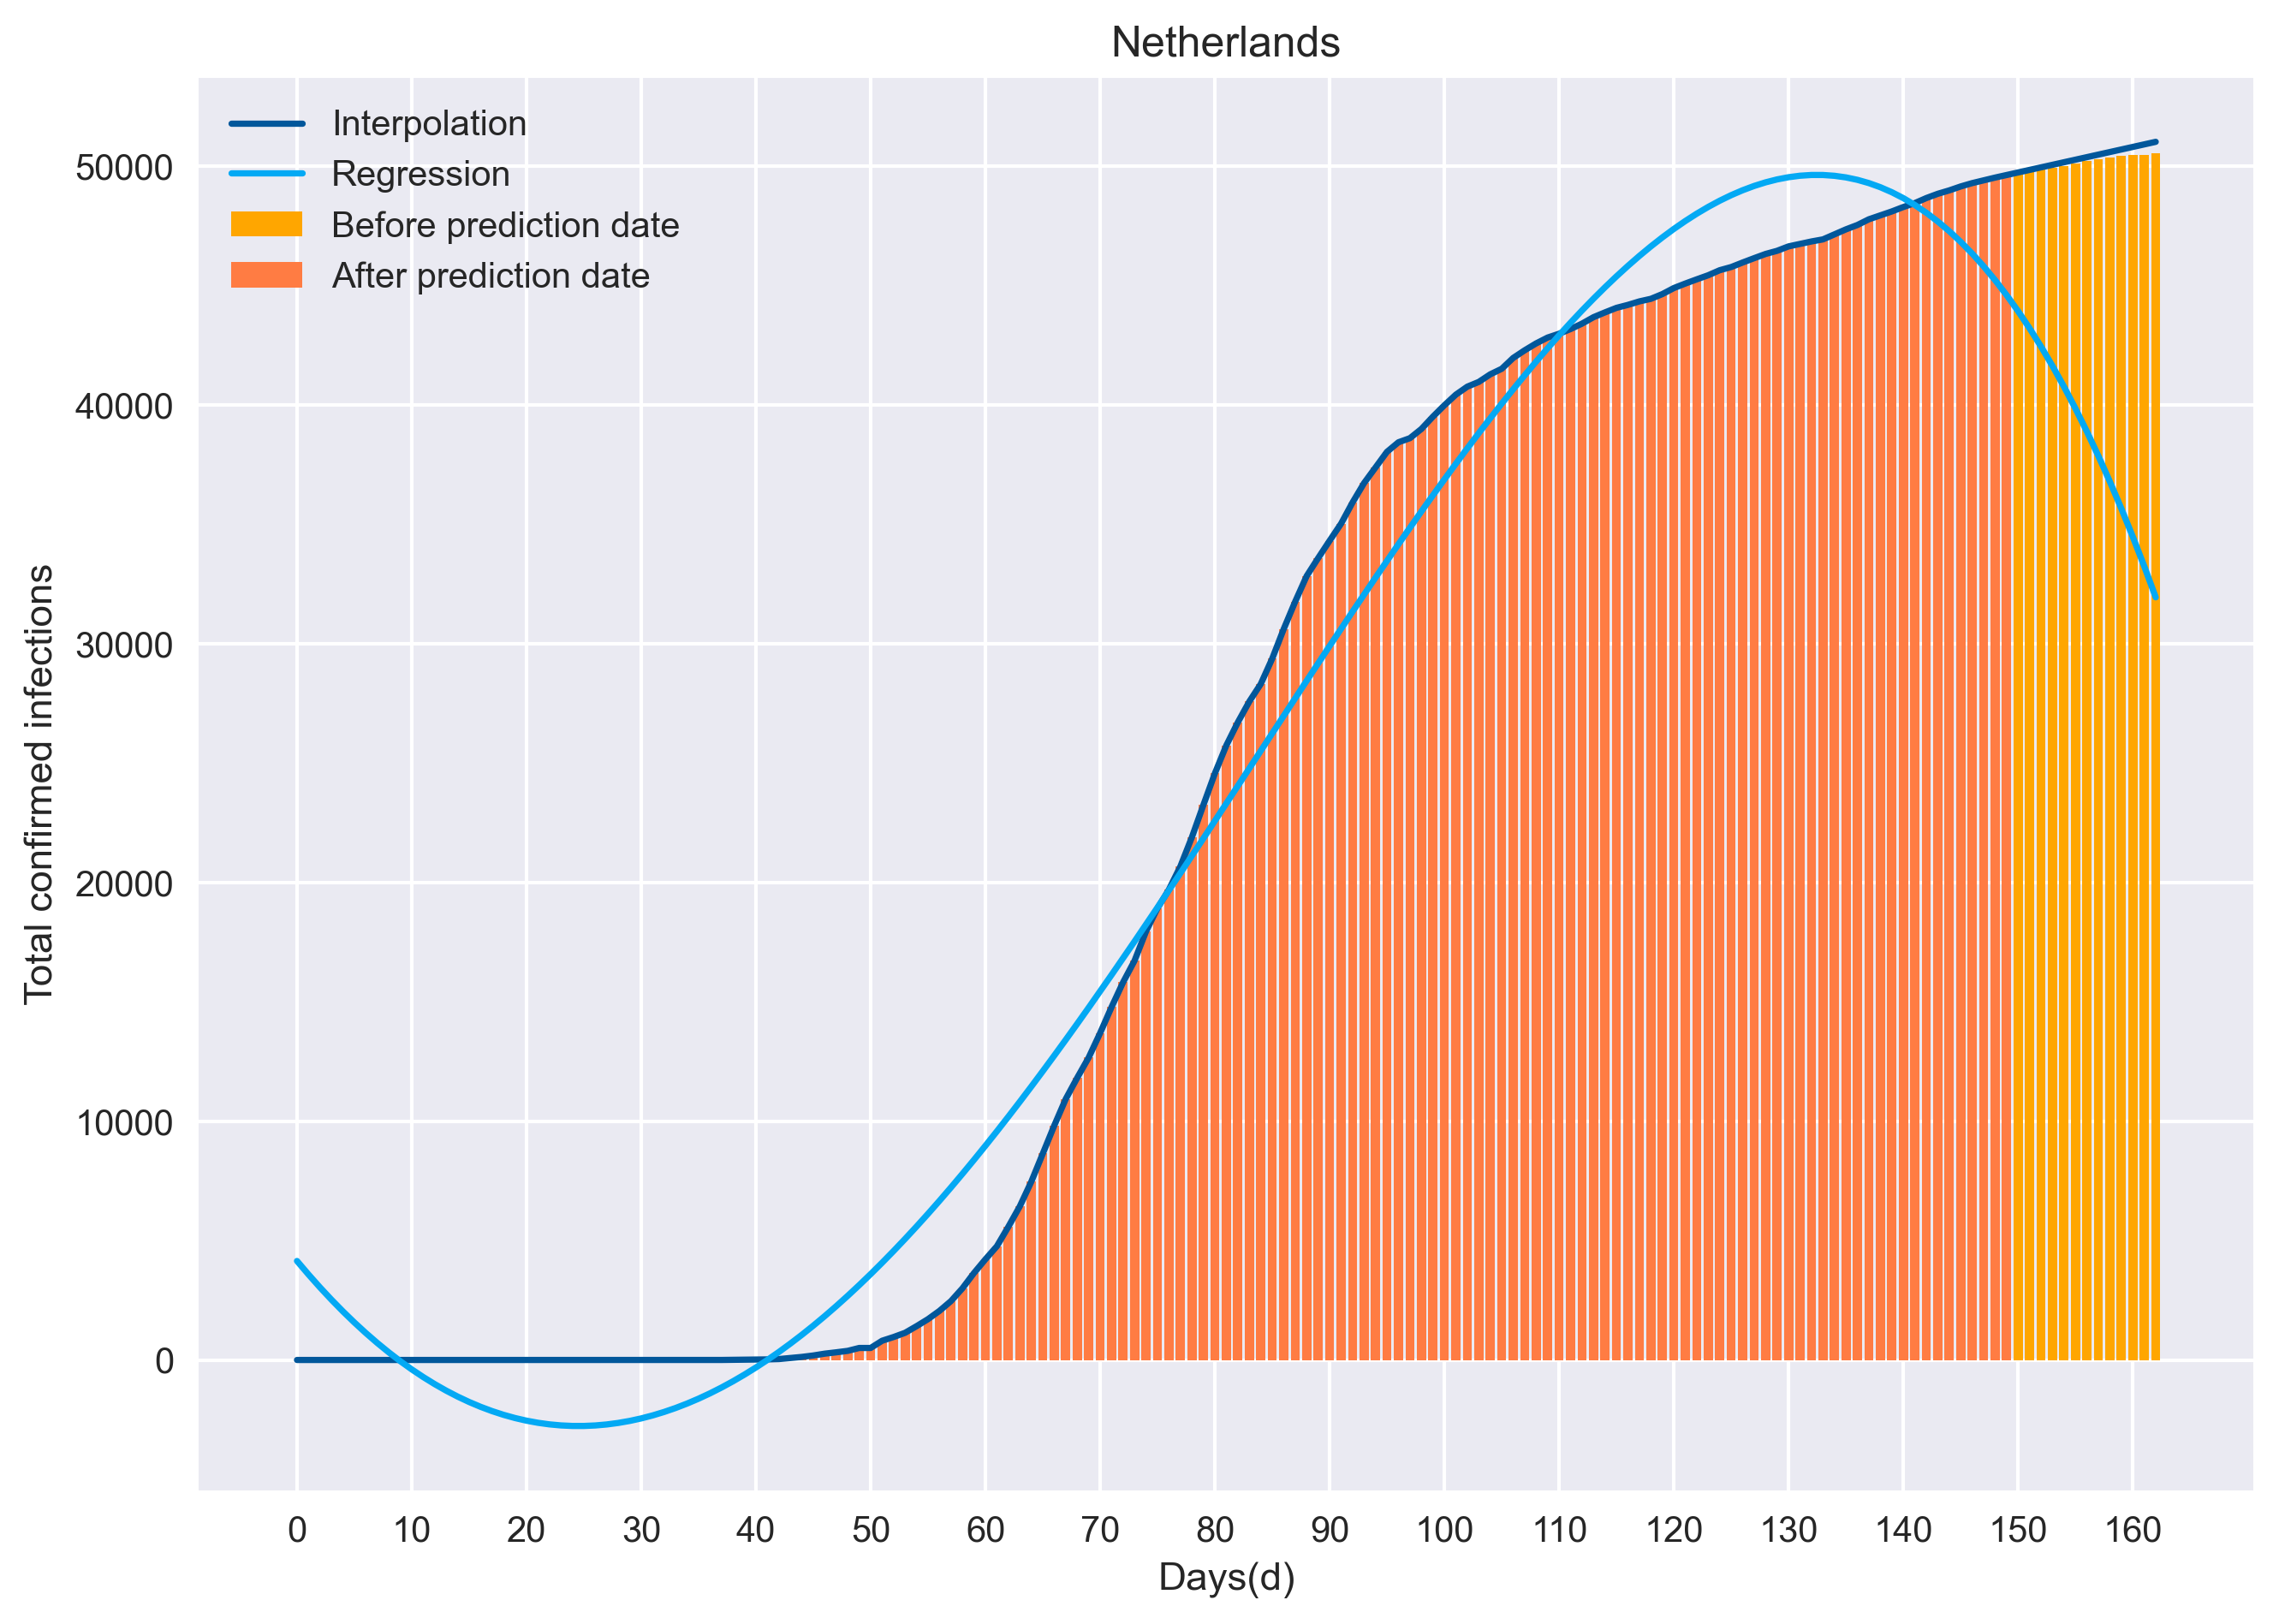 Netherlands
Interpolation
Regression
Before prediction date
After prediction date
50000
40000
30000
20000
10000
0
Total confirmed infections
0 10 20 30 40 50 60 70 80 90 100 110 120 130 140 150 160
Days(d)